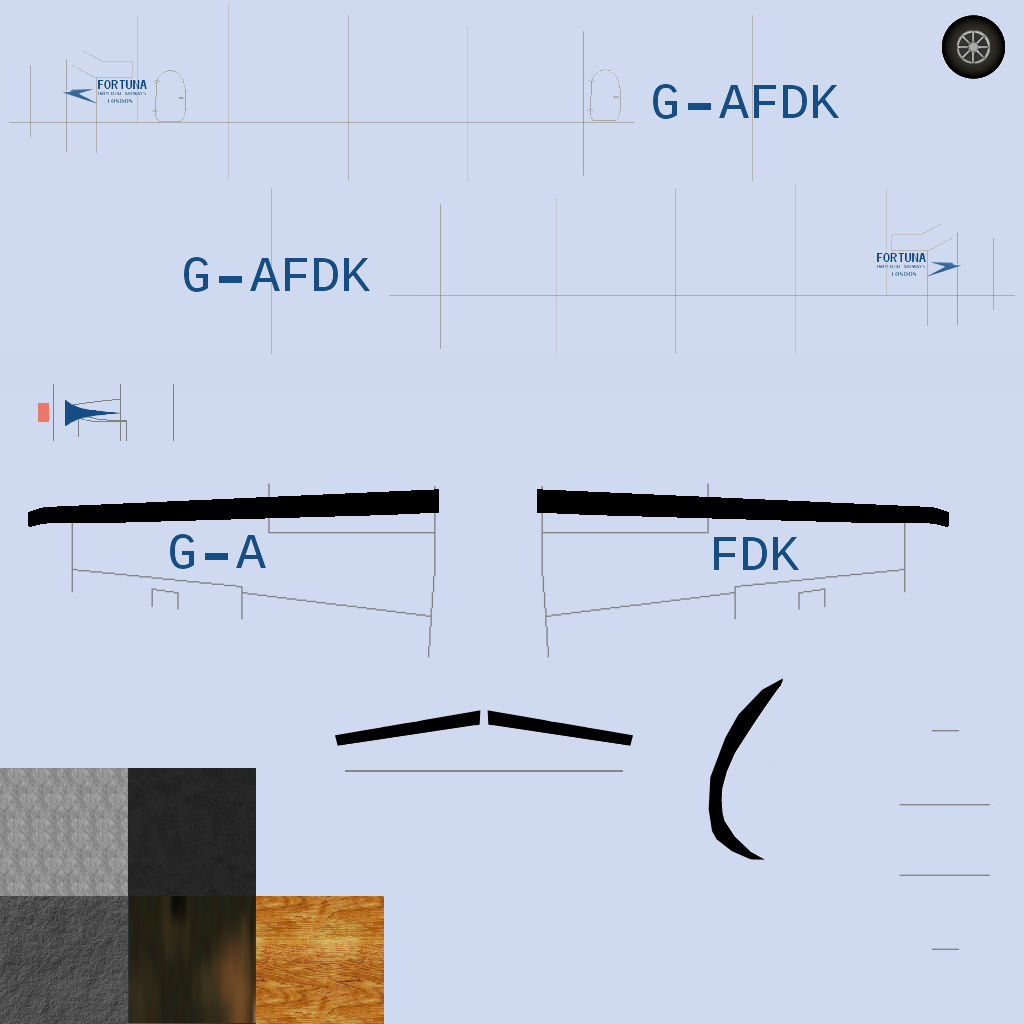 FORTUNA
IMPERIAL AIRWAYS
LONDON
G-AFDK
G-AFDK
FORTUNA
IMPERIAL AIRWAYS
LONDON
G-A
FDK